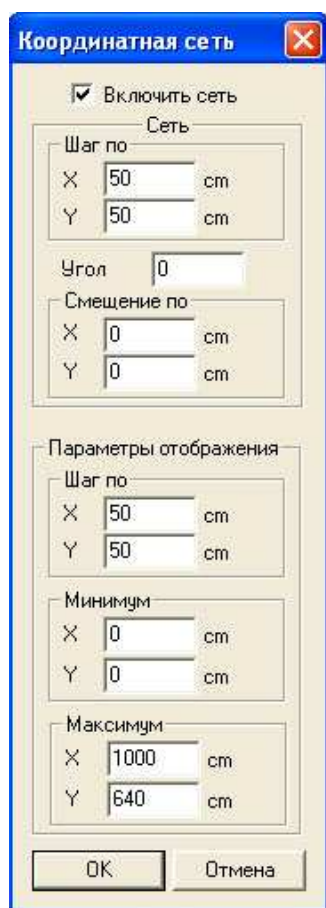 Координатная сеть
Включить сеть
Сеть
Шаг по
X 50 cm
Y 50 cm
Угол 0
Смещение по
X 0 cm
Y 0 cm
Параметры отображения
Шаг по
X 50 cm
Y 50 cm
Минимум
X 0 cm
Y 0 cm
Максимум
X 1000 cm
Y 640 cm
OK Отмена